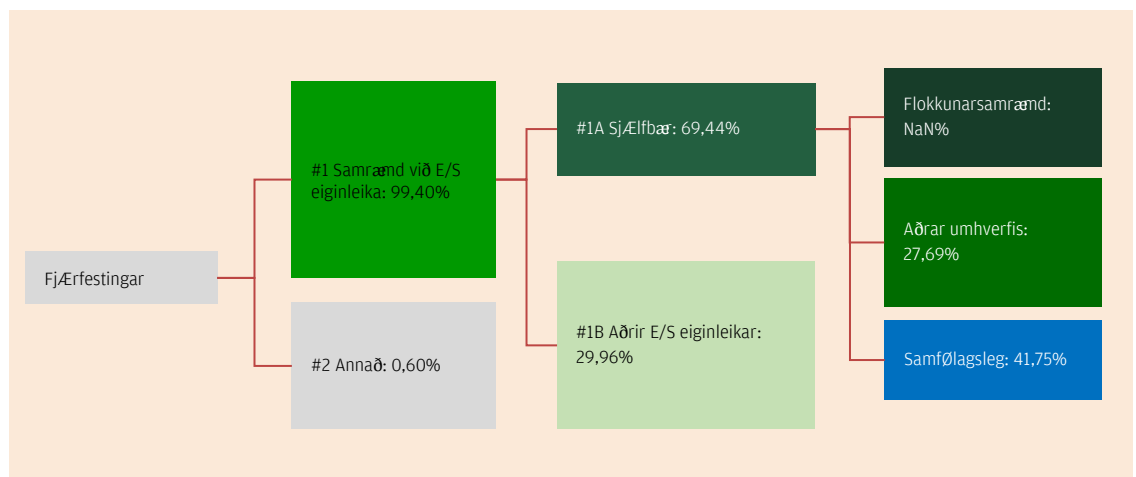 FjÆrfestingar
#1 Samræmd við E/S
eiginleika: 99,40%
#2 Annað: 0,60%
#1A SjÆlfbær: 69,44%
#1B Aðrir E/S eiginleikar:
29,96%
Flokkunarsamræmd:
NaN%
Aðrar umhverfis:
27,69%
SamfØlagsleg: 41,75%